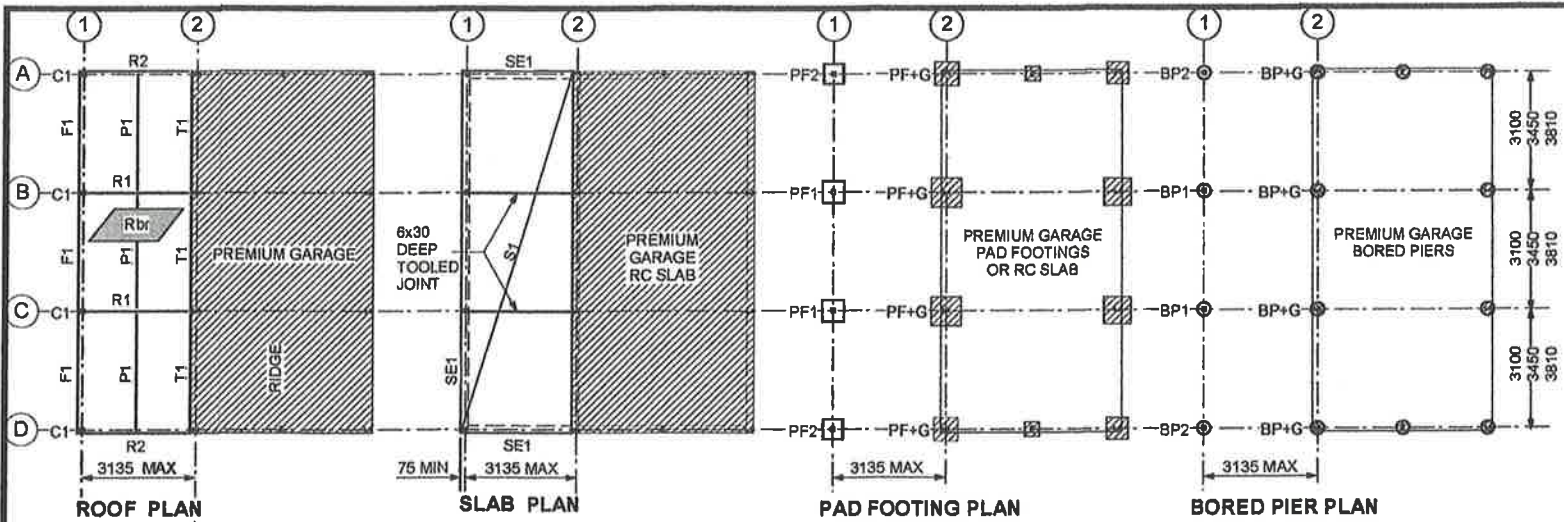 1 2 1 2 1 2 1 2
A C1 R2 SE1 PF2 PF+G BP2 BP+G
F1 P1 T1 3100 3450 3810
B C1 R1 PF1 PF+G BP1 BP+G
Rbr
F1 P1 T1
PREMIUM GARAGE
6x30
DEEP
TOOLED
JOINT
S1
PREMIUM
GARAGE
RC SLAB
PREMIUM GARAGE
PAD FOOTINGS
OR RC SLAB
PREMIUM GARAGE
BORED PIERS
3100 3450 3810
C C1 R1 PF1 PF+G BP1 BP+G
F1 P1 T1 RIDGE SE1 3100 3450 3810
D C1 R2 SE1 PF2 PF+G BP2 BP+G
3135 MAX 75 MIN 3135 MAX 3135 MAX 3135 MAX
ROOF PLAN SLAB PLAN PAD FOOTING PLAN BORED PIER PLAN